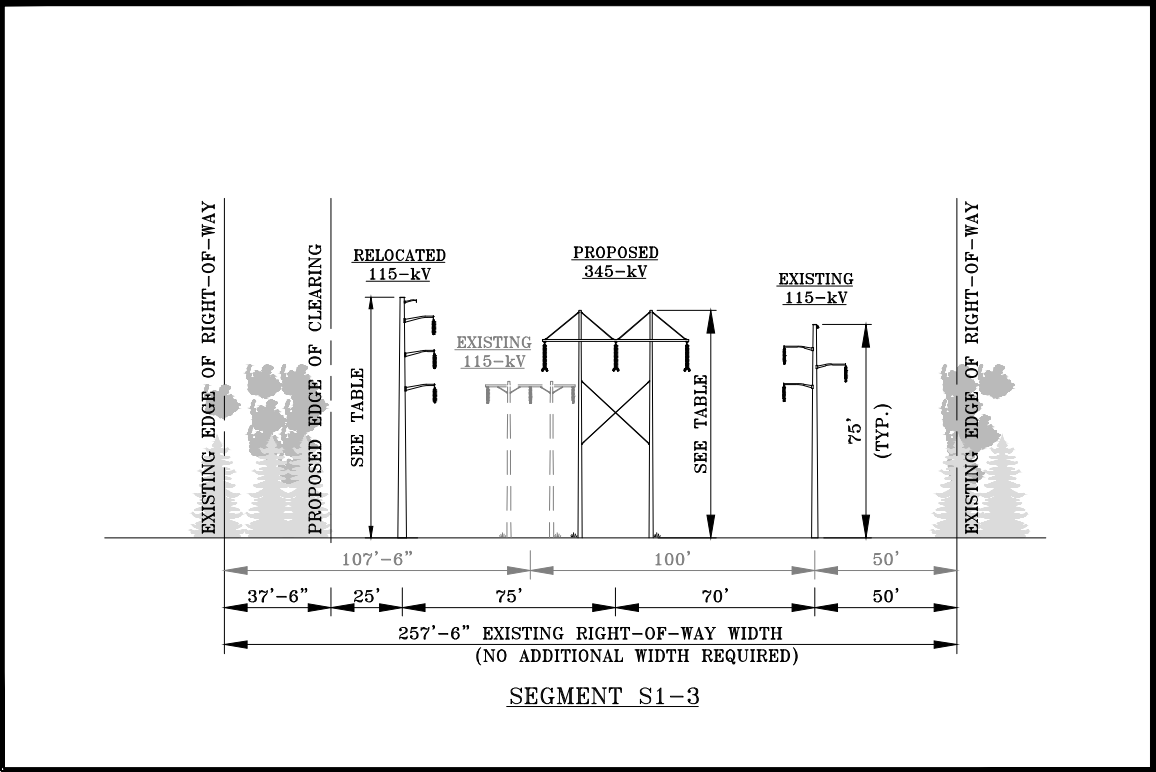 EXISTING EDGE OF RIGHT-OF-WAY
PROPOSED EDGE OF CLEARING
RELOCATED
115-kV
SEE TABLE
EXISTING
115-kV
PROPOSED
345-kV
SEE TABLE
EXISTING
115-kV
75'
(TYP.)
EXISTING EDGE OF RIGHT-OF-WAY
107'-6" 100' 50'
37'-6" 25' 75' 70' 50'
257'-6" EXISTING RIGHT-OF-WAY WIDTH
(NO ADDITIONAL WIDTH REQUIRED)
SEGMENT S1-3